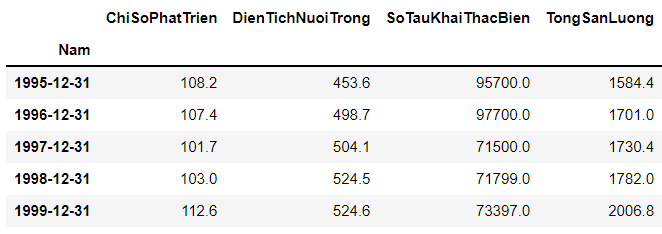 ChiSoPhatTrien DienTichNuoiTrong SoTauKhaiThacBien TongSanLuong
Nam
1995-12-31 108.2 453.6 95700.0 1584.4
1996-12-31 107.4 498.7 97700.0 1701.0
1997-12-31 101.7 504.1 71500.0 1730.4
1998-12-31 103.0 524.5 71799.0 1782.0
1999-12-31 112.6 524.6 73397.0 2006.8